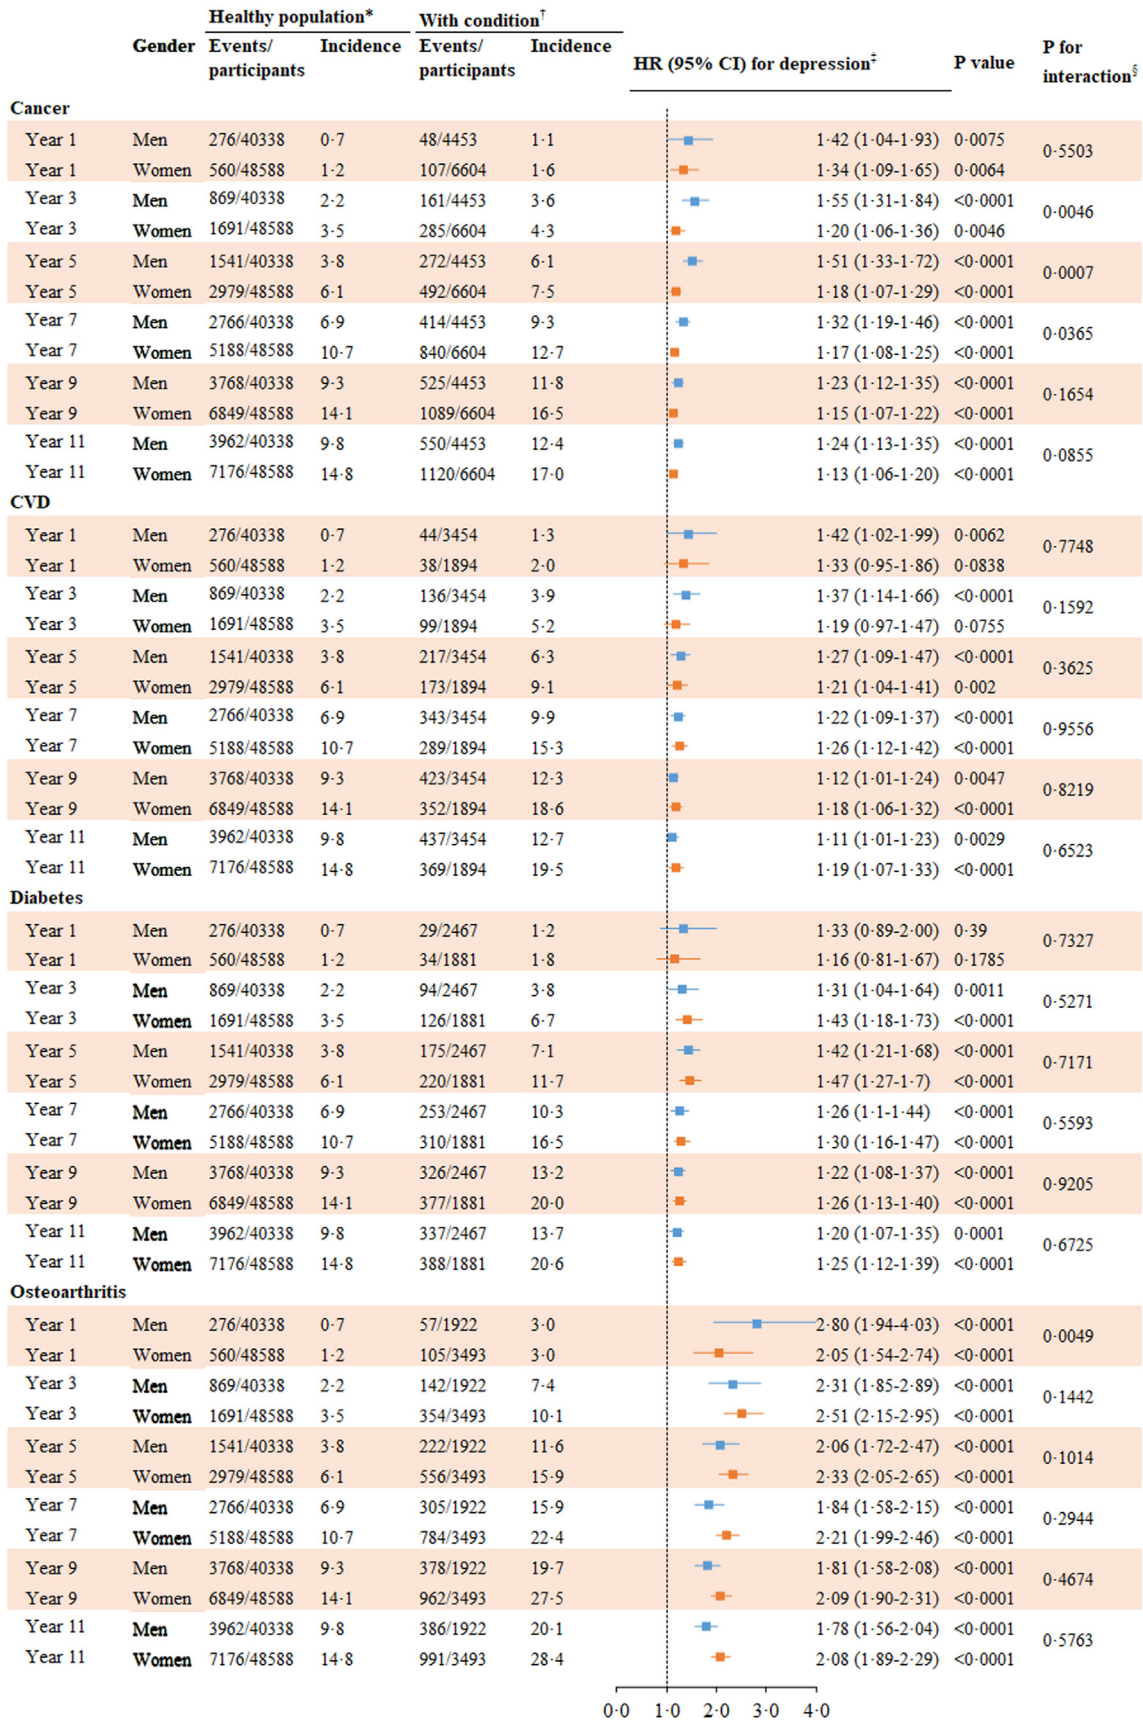 Healthy population* With condition†
Gender Events/participants Incidence Events/participants Incidence HR (95% CI) for depression‡ P value P for interaction§
Cancer
Year 1 Men 276/40338 0·7 48/4453 1·1 1·42 (1·04-1·93) 0·0075 0·5503
Year 1 Women 560/48588 1·2 107/6604 1·6 1·34 (1·09-1·65) 0·0064
Year 3 Men 869/40338 2·2 161/4453 3·6 1·55 (1·31-1·84) <0·0001 0·0046
Year 3 Women 1691/48588 3·5 285/6604 4·3 1·20 (1·06-1·36) 0·0046
Year 5 Men 1541/40338 3·8 272/4453 6·1 1·51 (1·33-1·72) <0·0001 0·0007
Year 5 Women 2979/48588 6·1 492/6604 7·5 1·18 (1·07-1·29) <0·0001
Year 7 Men 2766/40338 6·9 414/4453 9·3 1·32 (1·19-1·46) <0·0001 0·0365
Year 7 Women 5188/48588 10·7 840/6604 12·7 1·17 (1·08-1·25) <0·0001
Year 9 Men 3768/40338 9·3 525/4453 11·8 1·23 (1·12-1·35) <0·0001 0·1654
Year 9 Women 6849/48588 14·1 1089/6604 16·5 1·15 (1·07-1·22) <0·0001
Year 11 Men 3962/40338 9·8 550/4453 12·4 1·24 (1·13-1·35) <0·0001 0·0855
Year 11 Women 7176/48588 14·8 1120/6604 17·0 1·13 (1·06-1·20) <0·0001
CVD
Year 1 Men 276/40338 0·7 44/3454 1·3 1·42 (1·02-1·99) 0·0062 0·7748
Year 1 Women 560/48588 1·2 38/1894 2·0 1·33 (0·95-1·86) 0·0838
Year 3 Men 869/40338 2·2 136/3454 3·9 1·37 (1·14-1·66) <0·0001 0·1592
Year 3 Women 1691/48588 3·5 99/1894 5·2 1·19 (0·97-1·47) 0·0755
Year 5 Men 1541/40338 3·8 217/3454 6·3 1·27 (1·09-1·47) <0·0001 0·3625
Year 5 Women 2979/48588 6·1 173/1894 9·1 1·21 (1·04-1·41) 0·002
Year 7 Men 2766/40338 6·9 343/3454 9·9 1·22 (1·09-1·37) <0·0001 0·9556
Year 7 Women 5188/48588 10·7 289/1894 15·3 1·26 (1·12-1·42) <0·0001
Year 9 Men 3768/40338 9·3 423/3454 12·3 1·12 (1·01-1·24) 0·0047 0·8219
Year 9 Women 6849/48588 14·1 352/1894 18·6 1·18 (1·06-1·32) <0·0001
Year 11 Men 3962/40338 9·8 437/3454 12·7 1·11 (1·01-1·23) 0·0029 0·6523
Year 11 Women 7176/48588 14·8 369/1894 19·5 1·19 (1·07-1·33) <0·0001
Diabetes
Year 1 Men 276/40338 0·7 29/2467 1·2 1·33 (0·89-2·00) 0·39 0·7327
Year 1 Women 560/48588 1·2 34/1881 1·8 1·16 (0·81-1·67) 0·1785
Year 3 Men 869/40338 2·2 94/2467 3·8 1·31 (1·04-1·64) 0·0011 0·5271
Year 3 Women 1691/48588 3·5 126/1881 6·7 1·43 (1·18-1·73) <0·0001
Year 5 Men 1541/40338 3·8 175/2467 7·1 1·42 (1·21-1·68) <0·0001 0·7171
Year 5 Women 2979/48588 6·1 220/1881 11·7 1·47 (1·27-1·7) <0·0001
Year 7 Men 2766/40338 6·9 253/2467 10·3 1·26 (1·1-1·44) <0·0001 0·5593
Year 7 Women 5188/48588 10·7 310/1881 16·5 1·30 (1·16-1·47) <0·0001
Year 9 Men 3768/40338 9·3 326/2467 13·2 1·22 (1·08-1·37) <0·0001 0·9205
Year 9 Women 6849/48588 14·1 377/1881 20·0 1·26 (1·13-1·40) <0·0001
Year 11 Men 3962/40338 9·8 337/2467 13·7 1·20 (1·07-1·35) 0·0001 0·6725
Year 11 Women 7176/48588 14·8 388/1881 20·6 1·25 (1·12-1·39) <0·0001
Osteoarthritis
Year 1 Men 276/40338 0·7 57/1922 3·0 2·80 (1·94-4·03) <0·0001 0·0049
Year 1 Women 560/48588 1·2 105/3493 3·0 2·05 (1·54-2·74) <0·0001
Year 3 Men 869/40338 2·2 142/1922 7·4 2·31 (1·85-2·89) <0·0001 0·1442
Year 3 Women 1691/48588 3·5 354/3493 10·1 2·51 (2·15-2·95) <0·0001
Year 5 Men 1541/40338 3·8 222/1922 11·6 2·06 (1·72-2·47) <0·0001 0·1014
Year 5 Women 2979/48588 6·1 556/3493 15·9 2·33 (2·05-2·65) <0·0001
Year 7 Men 2766/40338 6·9 305/1922 15·9 1·84 (1·58-2·15) <0·0001 0·2944
Year 7 Women 5188/48588 10·7 784/3493 22·4 2·21 (1·99-2·46) <0·0001
Year 9 Men 3768/40338 9·3 378/1922 19·7 1·81 (1·58-2·08) <0·0001 0·4674
Year 9 Women 6849/48588 14·1 962/3493 27·5 2·09 (1·90-2·31) <0·0001
Year 11 Men 3962/40338 9·8 386/1922 20·1 1·78 (1·56-2·04) <0·0001 0·5763
Year 11 Women 7176/48588 14·8 991/3493 28·4 2·08 (1·89-2·29) <0·0001
0·0 1·0 2·0 3·0 4·0